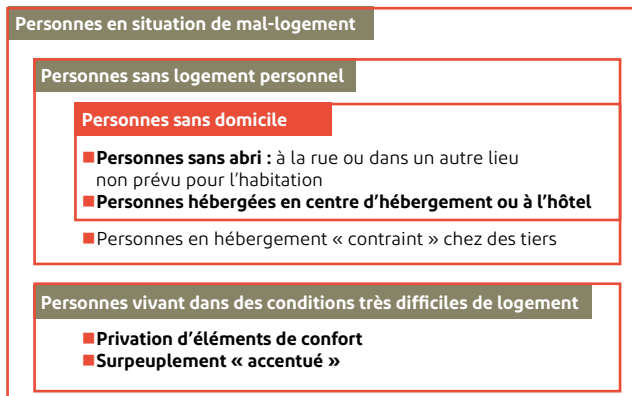 Personnes en situation de mal-logement
Personnes sans logement personnel
Personnes sans domicile
Personnes sans abri : à la rue ou dans un autre lieu
non prévu pour l'habitation
Personnes hébergées en centre d'hébergement ou à l'hôtel
Personnes en hébergement « contraint » chez des tiers
Personnes vivant dans des conditions très difficiles de logement
Privation d'éléments de confort
Surpeuplement « accentué »